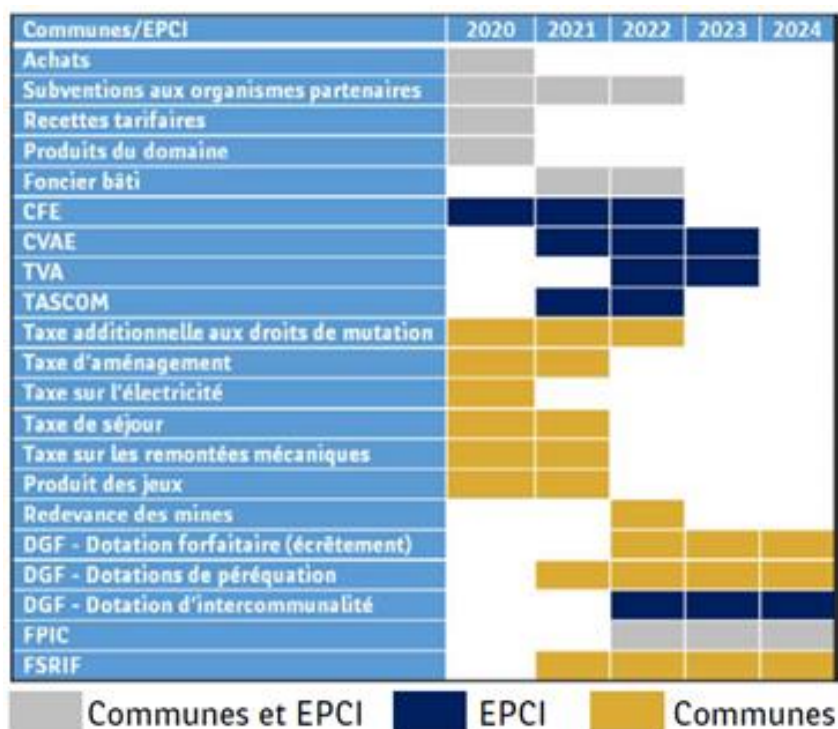 Communes/EPCI 2020 2021 2022 2023 2024
Achats
Subventions aux organismes partenaires
Recettes tarifaires
Produits du domaine
Foncier bâti
CFE
CVAE
TVA
TASCOM
Taxe additionnelle aux droits de mutation
Taxe d'aménagement
Taxe sur l'électricité
Taxe de séjour
Taxe sur les remontées mécaniques
Produit des jeux
Redevance des mines
DGF - Dotation forfaitaire (écrêtement)
DGF - Dotations de péréquation
DGF - Dotation d'intercommunalité
FPIC
FSRIF
Communes et EPCI EPCI Communes